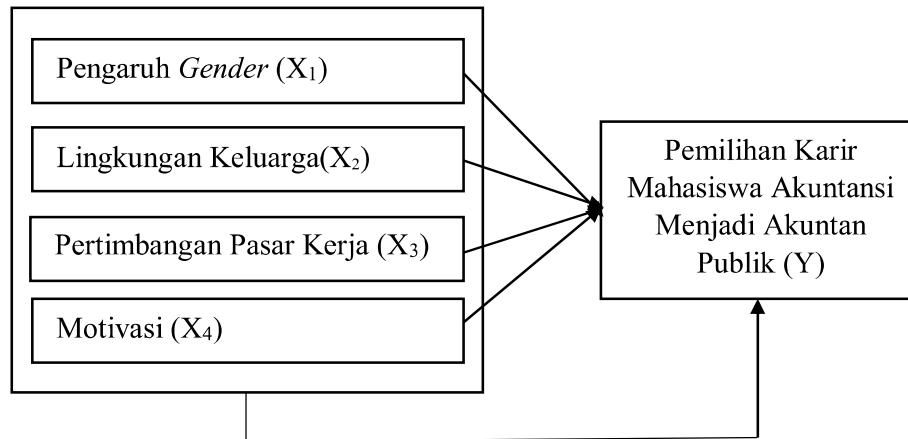 Pengaruh Gender (X₁)
Lingkungan Keluarga(X₂)
Pertimbangan Pasar Kerja (X₃)
Motivasi (X₄)
Pemilihan Karir
Mahasiswa Akuntansi
Menjadi Akuntan
Publik (Y)